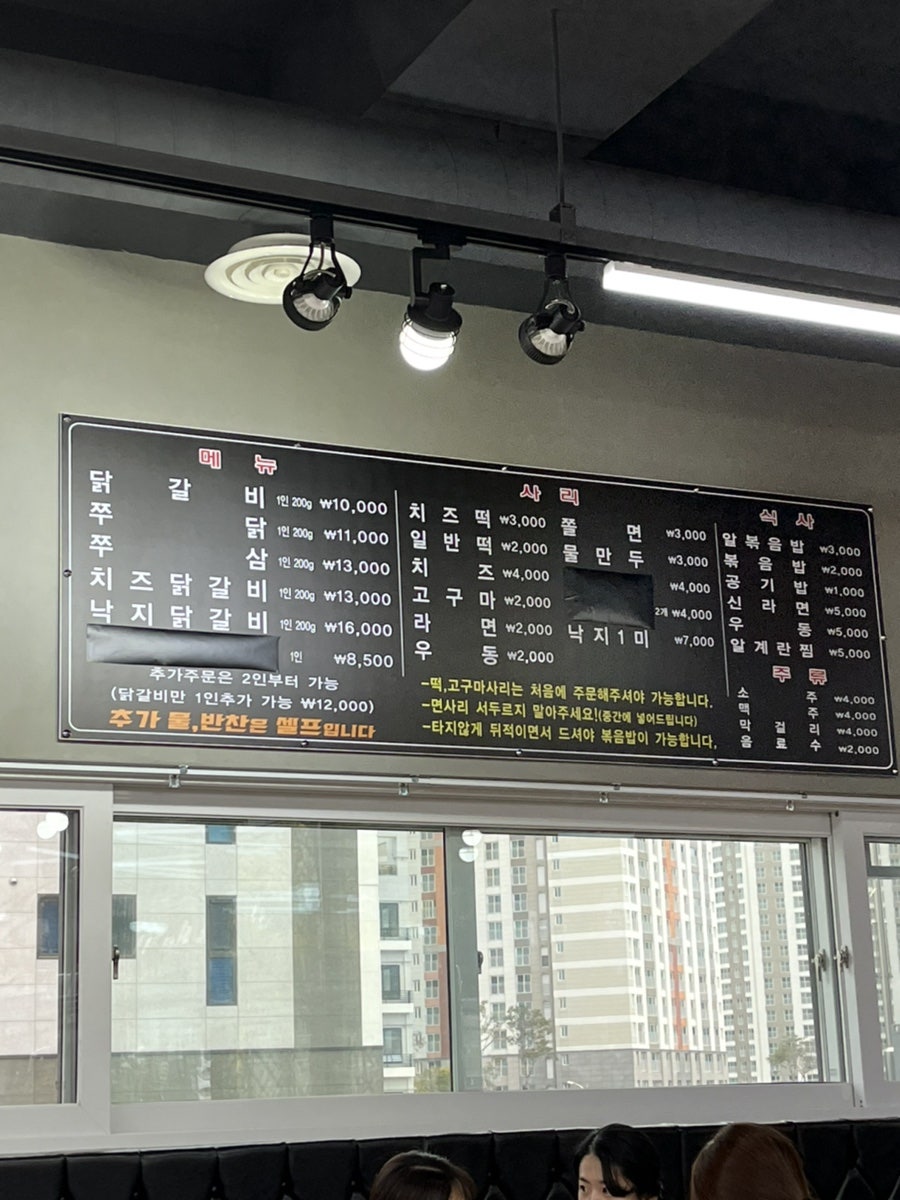 메 뉴
닭 갈 비 1인 200g ₩10,000
쭈 닭 1인 200g ₩11,000
쭈 삼 1인 200g ₩13,000
치 즈 닭 갈 비 1인 200g ₩13,000
낙 지 닭 갈 비 1인 200g ₩16,000
1인 ₩8,500
추가주문은 2인부터 가능
(닭갈비만 1인추가 가능 ₩12,000)
추가 물,반찬은 셀프입니다
사 리
치 즈 떡 ₩3,000
일 반 떡 ₩2,000
치 즈 ₩4,000
고 구 마 ₩2,000
라 면 ₩2,000
우 동 ₩2,000
쫄 면 ₩3,000
물 만 두 ₩3,000
₩4,000
2개 ₩4,000
낙 지 1 미 ₩7,000
-떡,고구마사리는 처음에 주문해주셔야 가능합니다.
-면사리 서두르지 말아주세요!(중간에 넣어드립니다)
-타지않게 뒤적이면서 드셔야 볶음밥이 가능합니다,
식 사
알 볶 음 밥 ₩3,000
볶 음 밥 ₩2,000
공 기 밥 ₩1,000
신 라 면 ₩5,000
우 동 ₩5,000
알 계 란 찜 ₩5,000
주 류
소 주 ₩4,000
맥 주 ₩4,000
막 걸 리 ₩4,000
음 료 수 ₩2,000